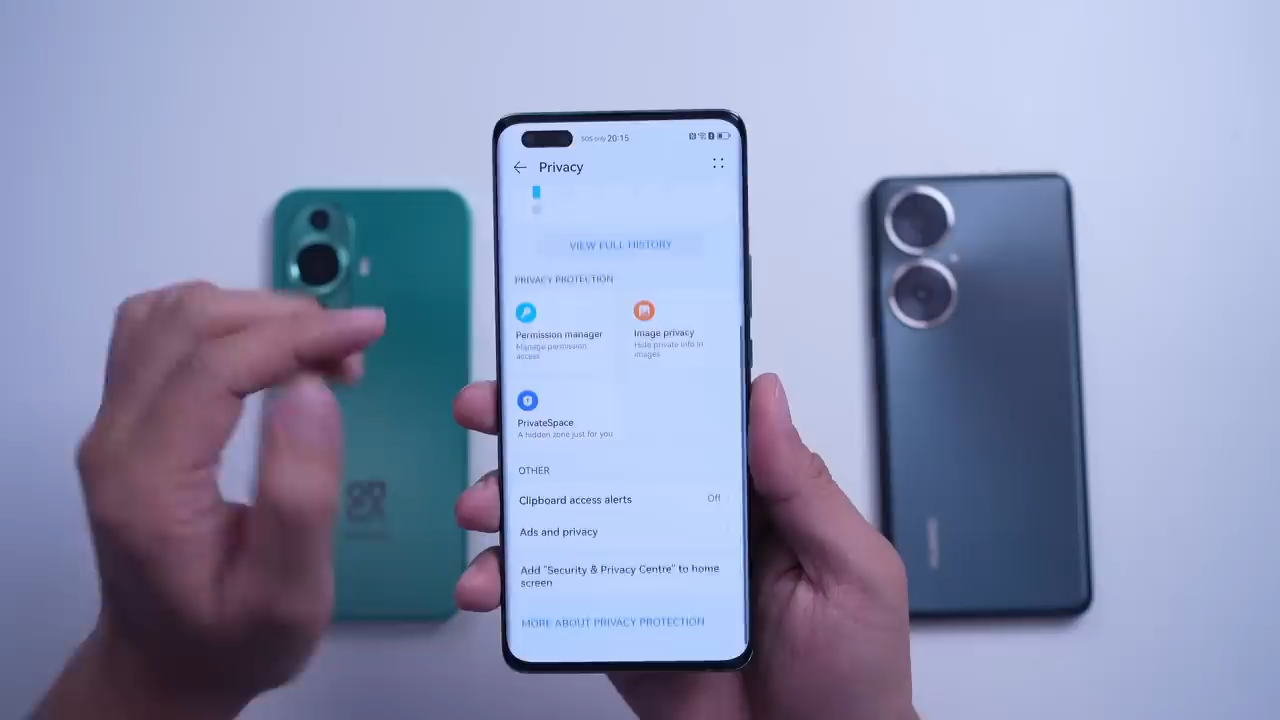 SOS only 20:15
Privacy
VIEW FULL HISTORY
PRIVACY PROTECTION
Permission manager
Manage permission
access
Image privacy
Hide private info in
images
PrivateSpace
A hidden zone just for you
OTHER
Clipboard access alerts Off
Ads and privacy
Add "Security & Privacy Centre" to home
screen
MORE ABOUT PRIVACY PROTECTION
HUAWEI